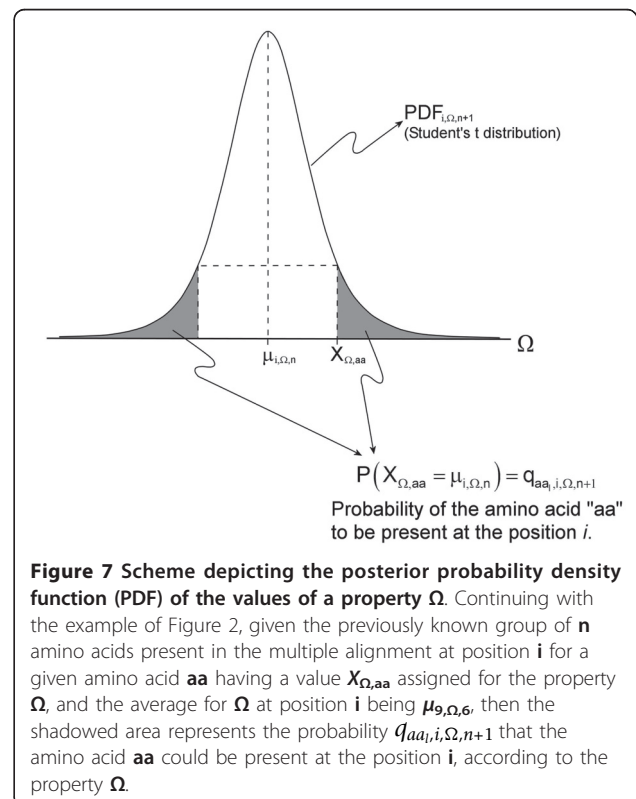 PDF_{i,Ω,n+1}
(Student's t distribution)
Ω
μ_{i,Ω,n} X_{Ω,aa}
P(X_{Ω,aa} = μ_{i,Ω,n}) = q_{aa_i,i,Ω,n+1}
Probability of the amino acid "aa"
to be present at the position i.
Figure 7 Scheme depicting the posterior probability density
function (PDF) of the values of a property Ω. Continuing with
the example of Figure 2, given the previously known group of n
amino acids present in the multiple alignment at position i for a
given amino acid aa having a value X_{Ω,aa} assigned for the property
Ω, and the average for Ω at position i being μ_{9,Ω,6}, then the
shadowed area represents the probability q_{aa_l,i,Ω,n+1} that the
amino acid aa could be present at the position i, according to the
property Ω.